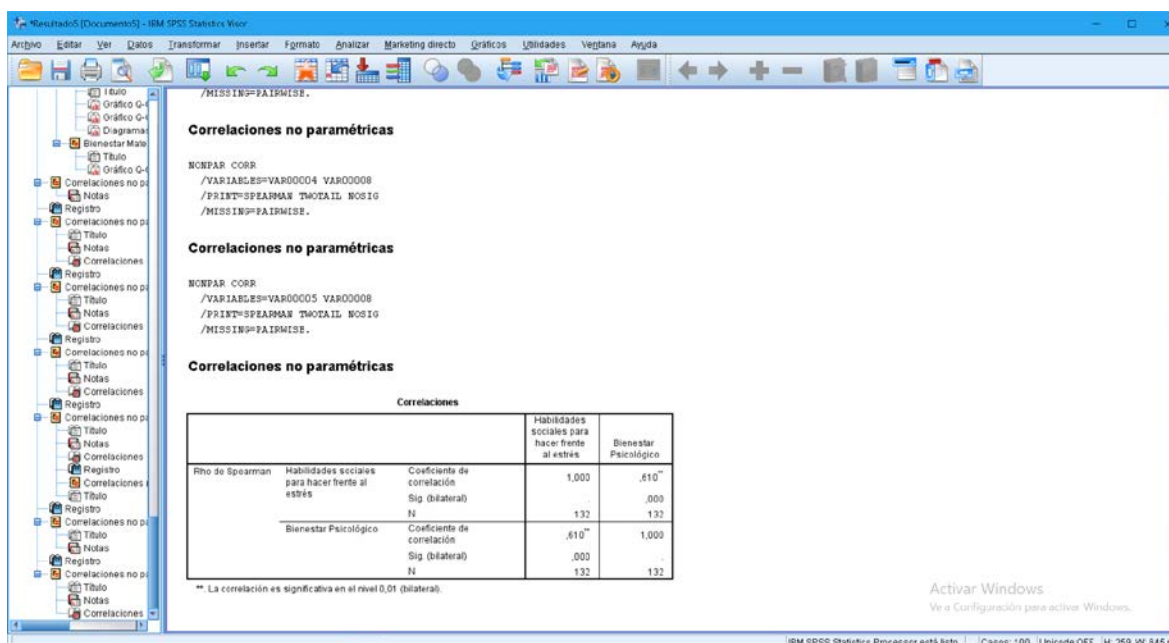 *Resultado5 [Documento5] - IBM SPSS Statistics Visor
Archivo Editar Ver Datos Transformar Insertar Formato Analizar Marketing directo Gráficos Utilidades Ventana Ayuda
Título
Gráfico Q-
Gráfico Q-
Diagramas
Bienestar Mate
Título
Gráfico Q-
Correlaciones no pa
Notas
Registro
Correlaciones no pa
Título
Notas
Correlaciones
Registro
Correlaciones no pa
Título
Notas
Correlaciones
Registro
Correlaciones no pa
Título
Notas
Correlaciones
Registro
Correlaciones no pa
Título
Notas
Correlaciones
Registro
Correlaciones
Título
Registro
Correlaciones no pa
Título
Notas
Registro
Correlaciones no pa
Título
Notas
Correlaciones
/MISSING=PAIRWISE.
Correlaciones no paramétricas
NONPAR CORR
/VARIABLES=VAR00004 VAR00008
/PRINT=SPEARMAN TWOTAIL NOSIG
/MISSING=PAIRWISE.
Correlaciones no paramétricas
NONPAR CORR
/VARIABLES=VAR00005 VAR00008
/PRINT=SPEARMAN TWOTAIL NOSIG
/MISSING=PAIRWISE.
Correlaciones no paramétricas
Correlaciones
Habilidades
sociales para
hacer frente
al estrés
Bienestar
Psicológico
Rho de Spearman Habilidades sociales para hacer frente al estrés Coeficiente de correlación 1,000 ,610**
Sig. (bilateral) . ,000
N 132 132
Bienestar Psicológico Coeficiente de correlación ,610** 1,000
Sig. (bilateral) ,000 .
N 132 132
**. La correlación es significativa en el nivel 0,01 (bilateral).
Activar Windows
Ve a Configuración para activar Windows.
IBM SPSS Statistics Processor está listo Casos: 100 Unicode:OFF H: 259, W: 845